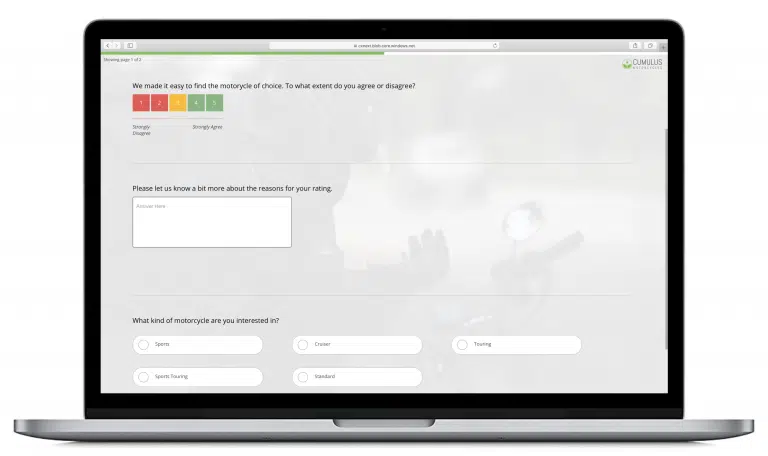 Showing page 1 of 2
CUMULUS
We made it easy to find the motorycle of choice. To what extent do you agree or disagree?
1 2 3 4 5
Strongly Disagree
Strongly Agree
Please let us know a bit more about the reasons for your rating.
Answer Here
What kind of motorcycle are you interested in?
Sports
Cruiser
Touring
Sports Touring
Standard